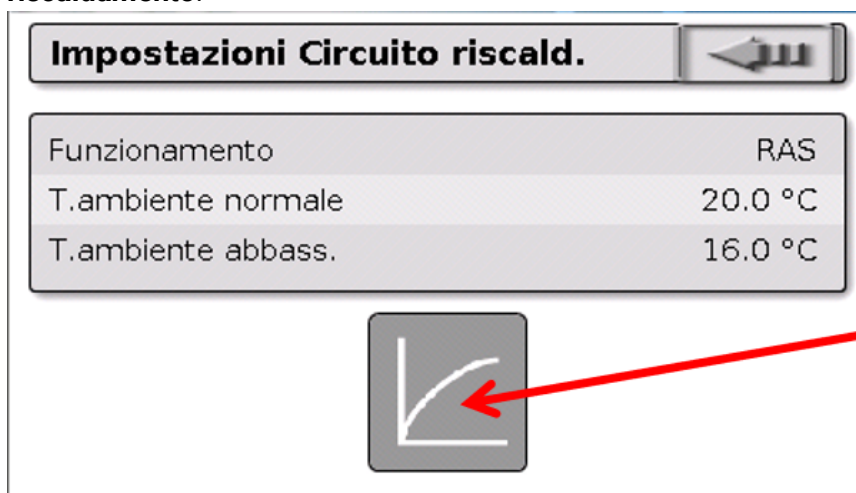 Impostazioni Circuito riscald.
Funzionamento RAS
T.ambiente normale 20.0 °C
T.ambiente abbass. 16.0 °C